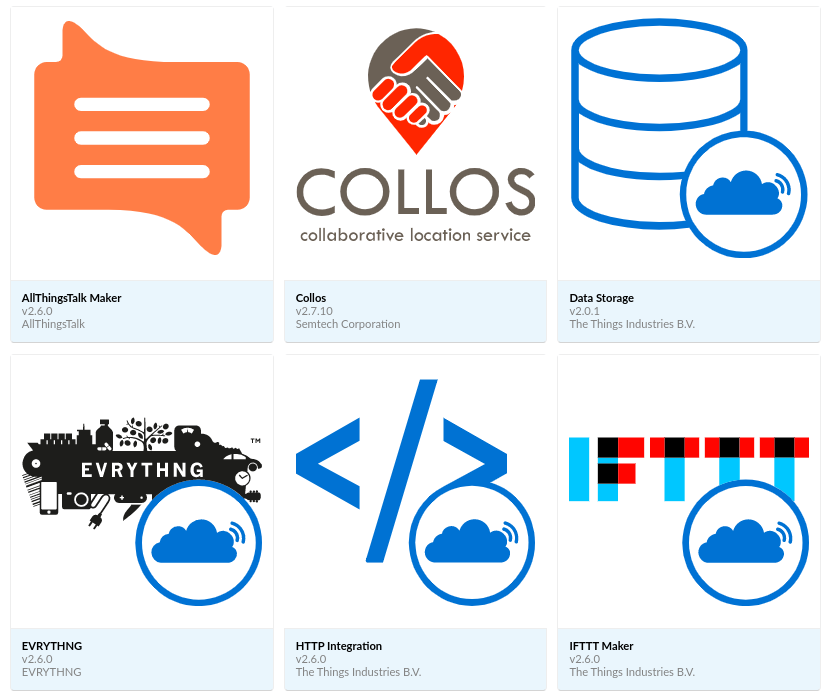 COLLOS
collaborative location service
AllThingsTalk Maker
v2.6.0
AllThingsTalk
Collos
v2.7.10
Semtech Corporation
Data Storage
v2.0.1
The Things Industries B.V.
EVRYTHNG
TM
IFTTT
EVRYTHNG
v2.6.0
EVRYTHNG
HTTP Integration
v2.6.0
The Things Industries B.V.
IFTTT Maker
v2.6.0
The Things Industries B.V.